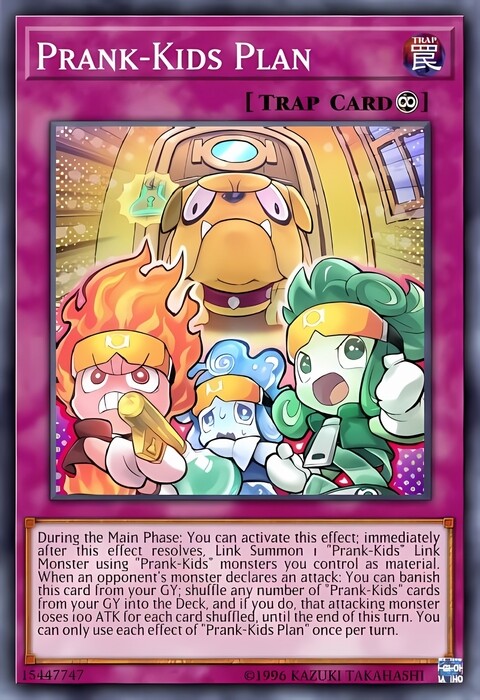 PRANK-KIDS PLAN
TRAP
罠
[TRAP CARD∞]
During the Main Phase: You can activate this effect; immediately
after this effect resolves, Link Summon 1 "Prank-Kids" Link
Monster using "Prank-Kids" monsters you control as material.
When an opponent's monster declares an attack: You can banish
this card from your GY; shuffle any number of "Prank-Kids" cards
from your GY into the Deck, and if you do, that attacking monster
loses 100 ATK for each card shuffled, until the end of this turn. You
can only use each effect of "Prank-Kids Plan" once per turn.
15447747
©1996 KAZUKI TAKAHASHI